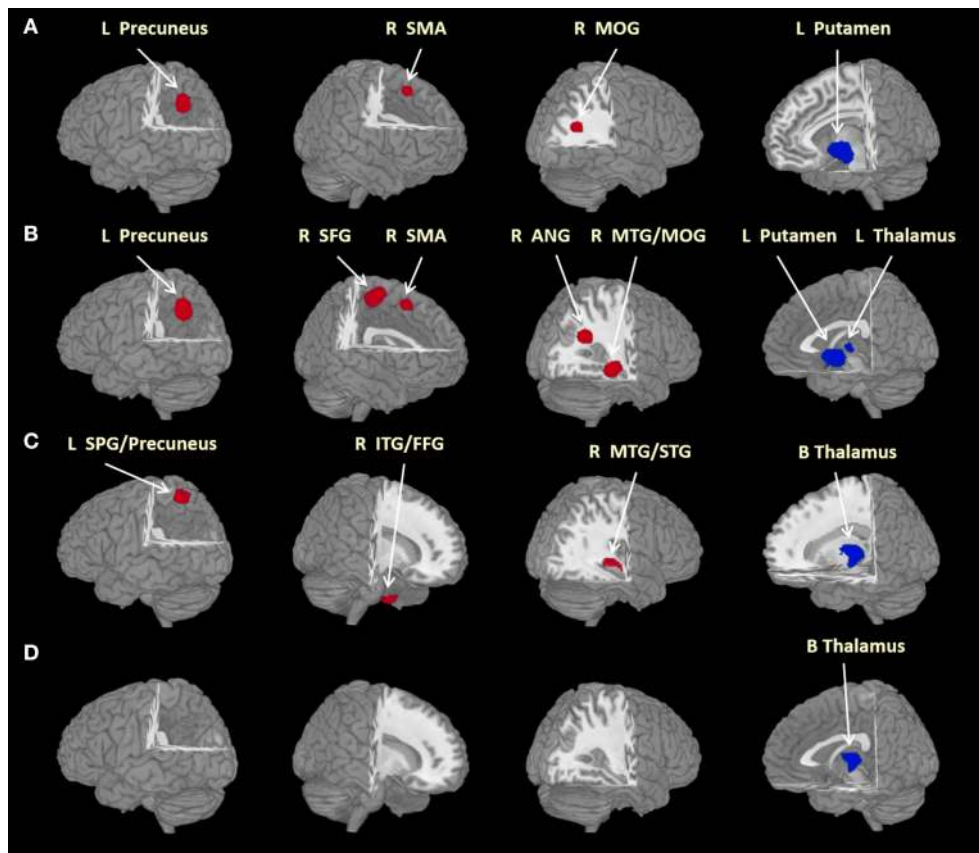 A
L Precuneus
R SMA
R MOG
L Putamen
B
L Precuneus
R SFG
R SMA
R ANG
R MTG/MOG
L Putamen
L Thalamus
C
L SPG/Precuneus
R ITG/FFG
R MTG/STG
B Thalamus
D
B Thalamus